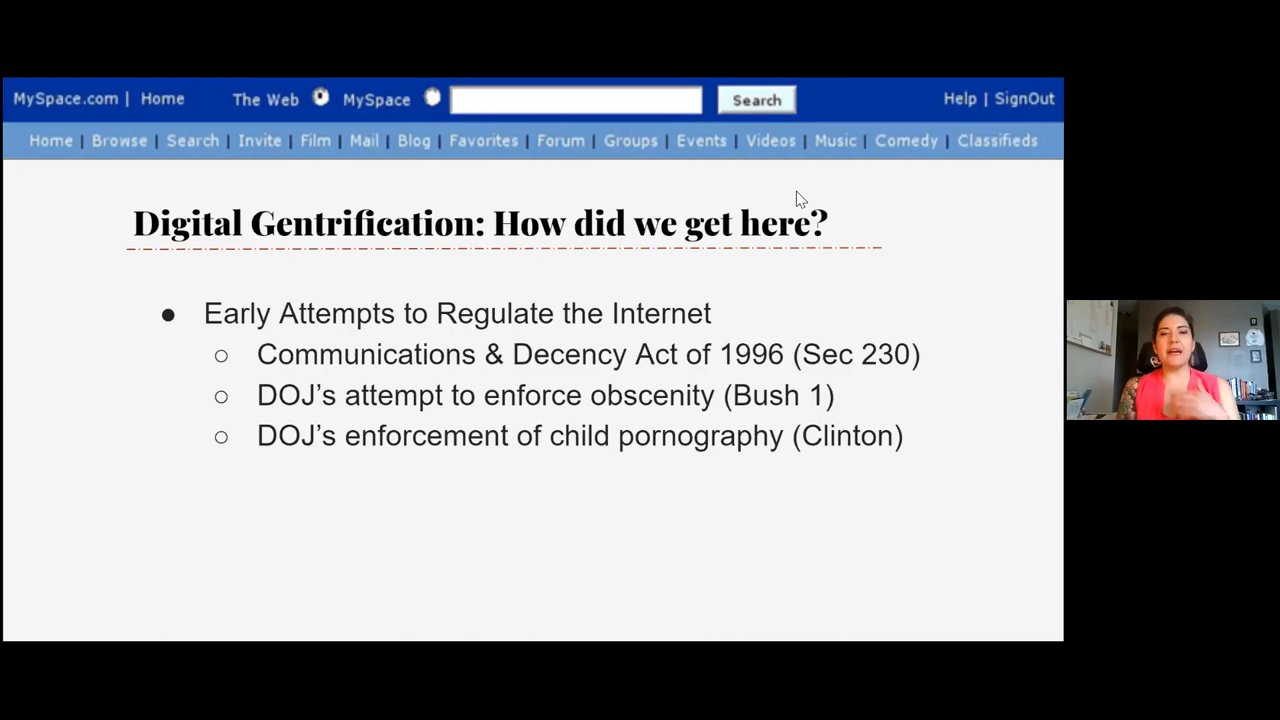 MySpace.com | Home The Web MySpace Search Help | SignOut
Home | Browse | Search | Invite | Film | Mail | Blog | Favorites | Forum | Groups | Events | Videos | Music | Comedy | Classifieds
Digital Gentrification: How did we get here?
● Early Attempts to Regulate the Internet
○ Communications & Decency Act of 1996 (Sec 230)
○ DOJ’s attempt to enforce obscenity (Bush 1)
○ DOJ’s enforcement of child pornography (Clinton)